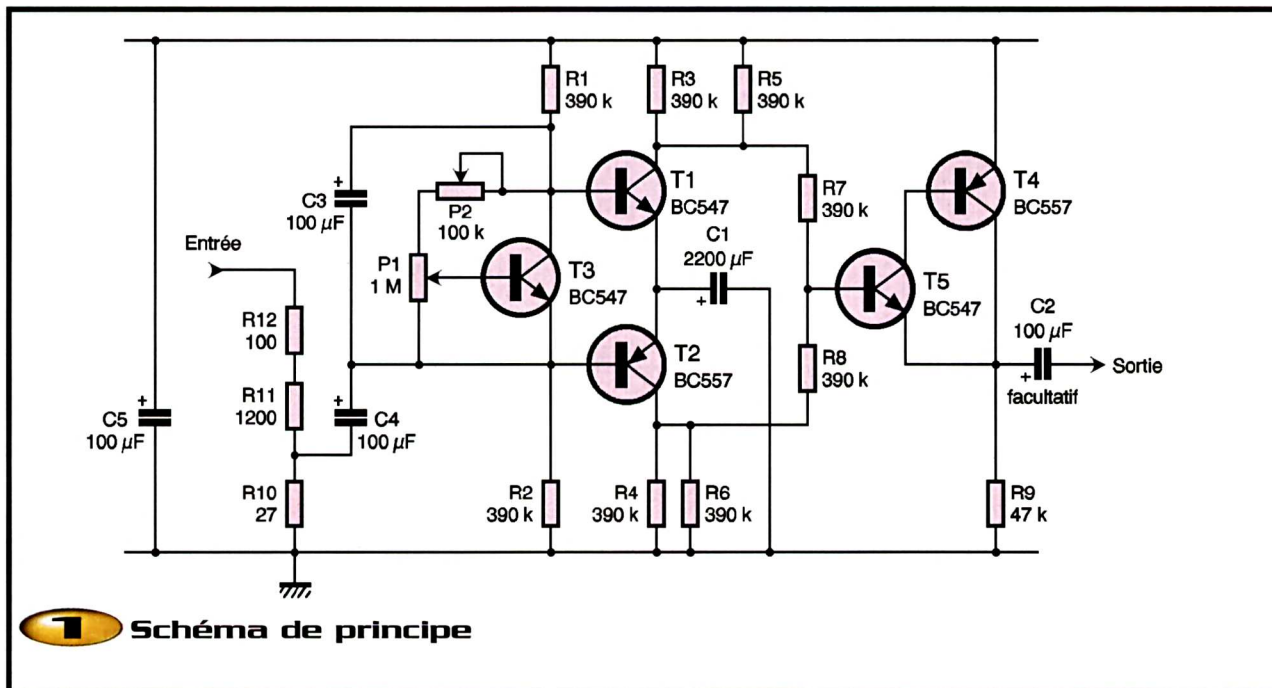 R1
390 k
R3
390 k
R5
390 k
C3
+
100 µF
P2
100 k
T1
BC547
R7
390 k
T4
BC557
Entrée
P1
1 M
T3
BC547
C1
2200 µF
+
T5
BC547
C2
100 µF
+
facultatif
Sortie
R12
100
R11
1200
T2
BC557
R8
390 k
C5
+
100 µF
C4
+
100 µF
R10
27
R2
390 k
R4
390 k
R6
390 k
R9
47 k
1 Schéma de principe